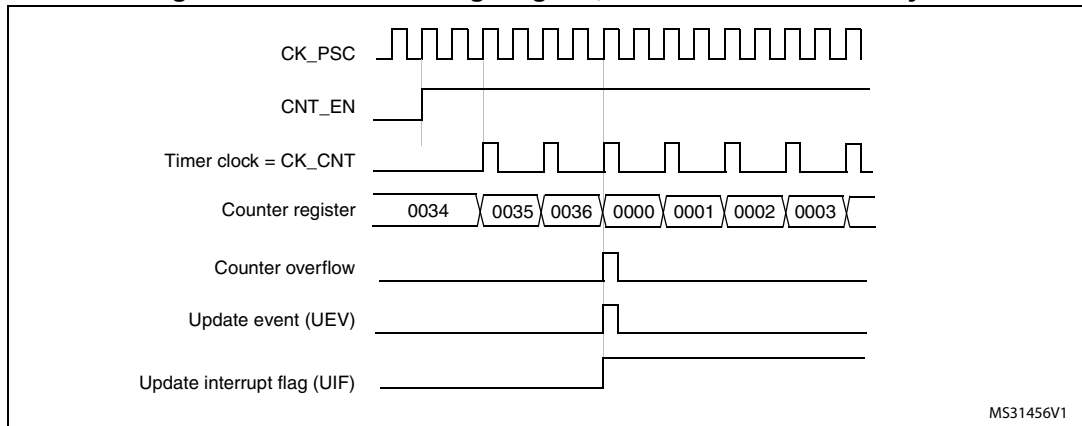 CK_PSC
CNT_EN
Timer clock = CK_CNT
Counter register 0034 0035 0036 0000 0001 0002 0003
Counter overflow
Update event (UEV)
Update interrupt flag (UIF)
MS31456V1